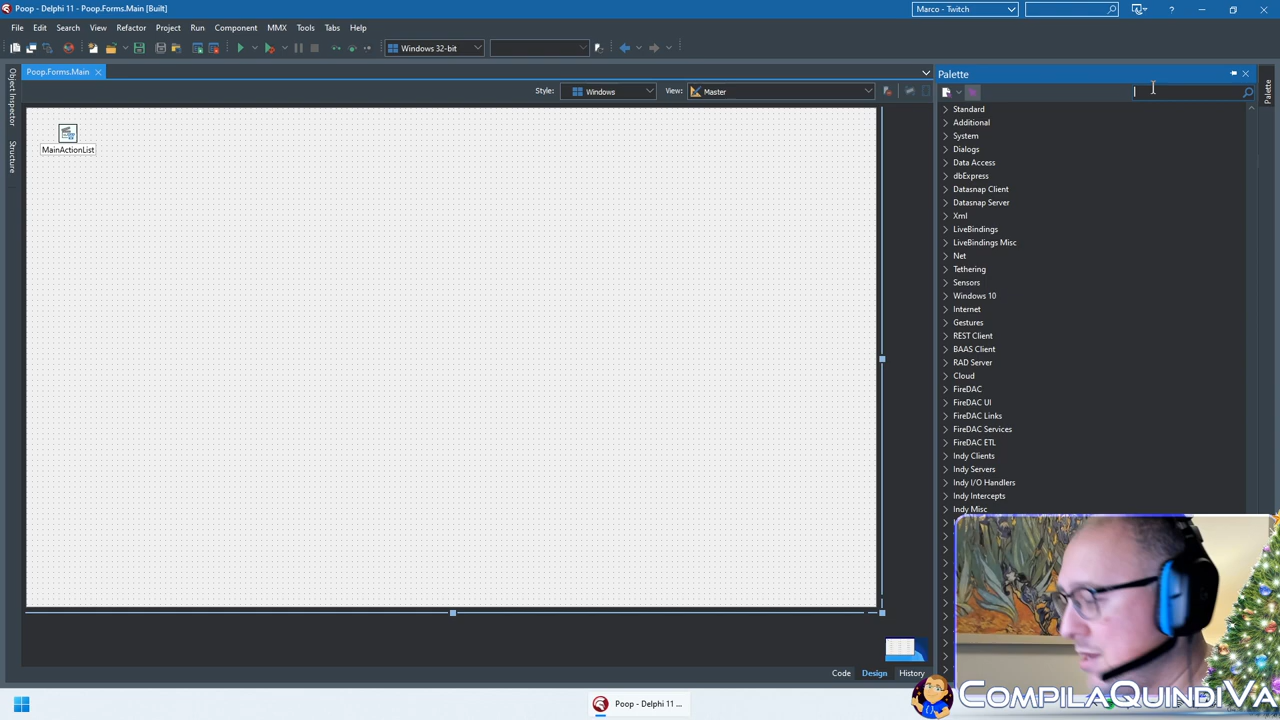 Poop - Delphi 11 - Poop.Forms.Main [Built]
Marco - Twitch
File Edit Search View Refactor Project Run Component MMX Tools Tabs Help
Windows 32-bit
Poop.Forms.Main
Style: Windows View: Master
MainActionList
Object Inspector
Structure
Palette
Palette
Standard
Additional
System
Dialogs
Data Access
dbExpress
Datasnap Client
Datasnap Server
Xml
LiveBindings
LiveBindings Misc
Net
Tethering
Sensors
Windows 10
Internet
Gestures
REST Client
BAAS Client
RAD Server
Cloud
FireDAC
FireDAC UI
FireDAC Links
FireDAC Services
FireDAC ETL
Indy Clients
Indy Servers
Indy I/O Handlers
Indy Intercepts
Indy Misc
Code Design History
Poop - Delphi 11 ...
CompilaQuindiVa